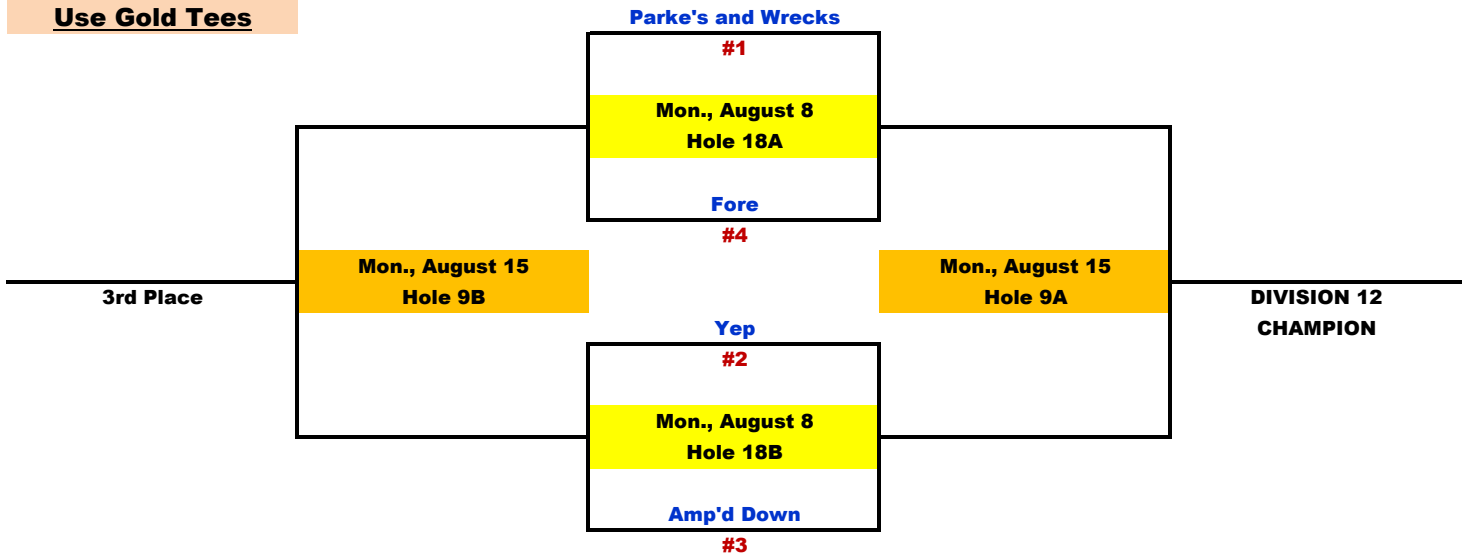 Use Gold Tees
Parke's and Wrecks
#1
Mon., August 8
Hole 18A
Fore
#4
Mon., August 15
Hole 9B
Mon., August 15
Hole 9A
3rd Place
DIVISION 12
CHAMPION
Yep
#2
Mon., August 8
Hole 18B
Amp'd Down
#3